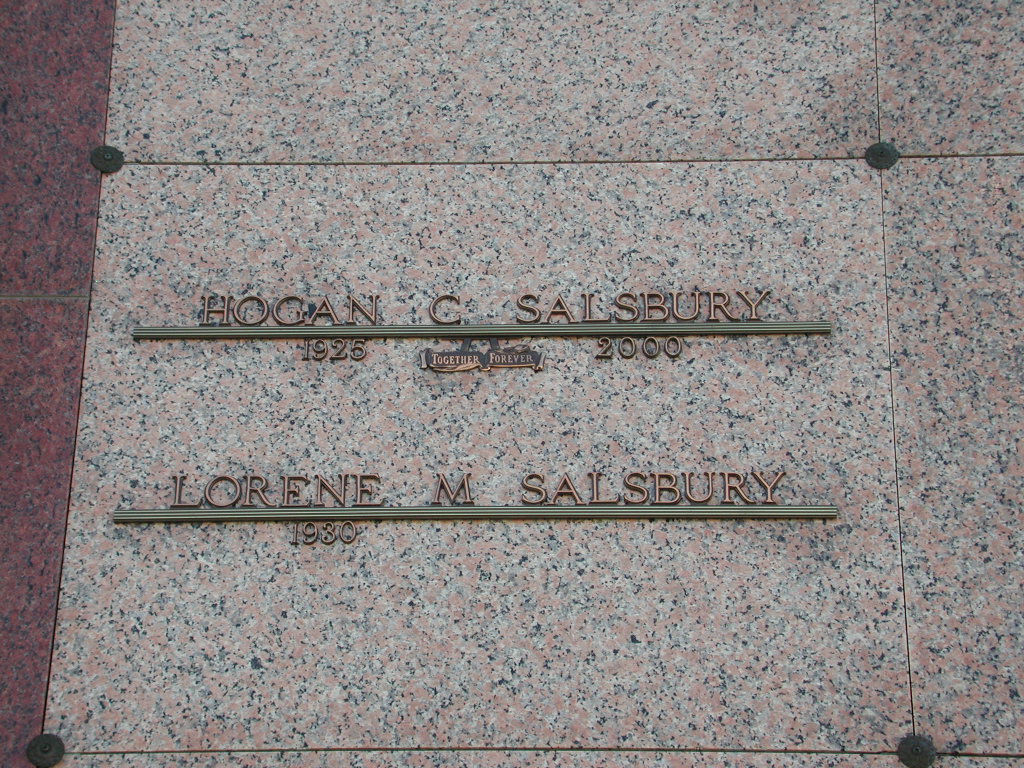 HOGAN C SALSBURY
1925 TOGETHER FOREVER 2000
LORENE M SALSBURY
1930